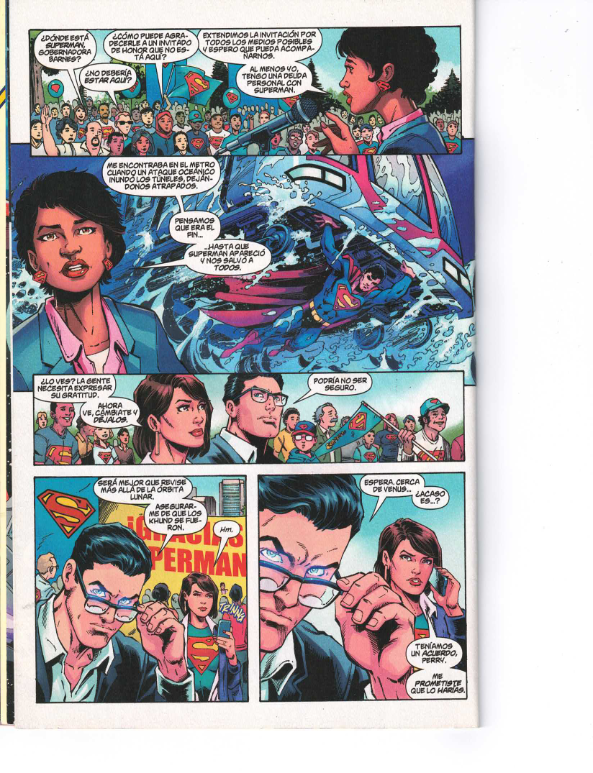 ¿DÓNDE ESTÁ
SUPERMAN,
GOBERNADORA
BARNES?
¿NO DEBERÍA
ESTAR AQUÍ?
¿CÓMO PUEDE AGRA-
DECERLE A UN INVITADO
DE HONOR QUE NO ES-
TÁ AQUÍ?
EXTENDIMOS LA INVITACIÓN POR
TODOS LOS MEDIOS POSIBLES
Y ESPERO QUE PUEDA ACOMPA-
ÑARNOS.
AL MENOS YO,
TENGO UNA DEUDA
PERSONAL CON
SUPERMAN.
ME ENCONTRABA EN EL METRO
CUANDO UN ATAQUE OCEÁNICO
INUNDÓ LOS TÚNELES, DEJÁN-
DONOS ATRAPADOS.
PENSAMOS
QUE ERA EL
FIN...
...HASTA QUE
SUPERMAN APARECIÓ
Y NOS SALVÓ A
TODOS.
¿LO VES? LA GENTE
NECESITA EXPRESAR
SU GRATITUD.
AHORA
VE, CÁMBIATE Y
DÉJALOS.
PODRÍA NO SER
SEGURO.
SERÁ MEJOR QUE REVISE
MÁS ALLÁ DE LA ÓRBITA
LUNAR.
ASEGURAR-
ME DE QUE LOS
KHUND SE FUE-
RON.
HM.
¡GRACIAS
PERMAN
ESPERA, CERCA
DE VENUS...
¿ACASO
ES...?
TENÍAMOS
UN ACUERDO,
PERRY.
ME
PROMETISTE
QUE LO HARÍAS.